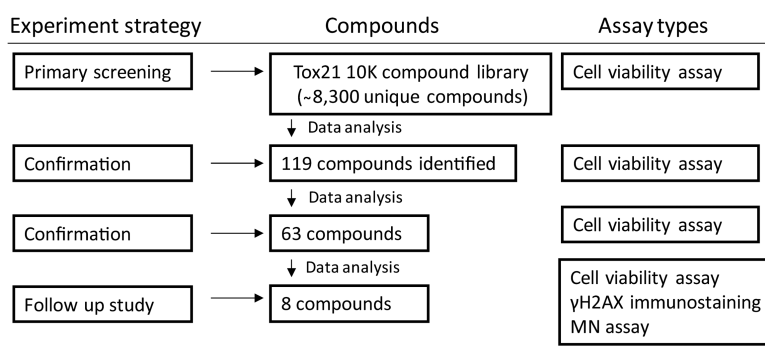 Experiment strategy Compounds Assay types
Primary screening Tox21 10K compound library Cell viability assay
(~8,300 unique compounds)
Data analysis
Confirmation 119 compounds identified Cell viability assay
Data analysis
Confirmation 63 compounds Cell viability assay
Data analysis
Follow up study 8 compounds Cell viability assay
γH2AX immunostaining
MN assay